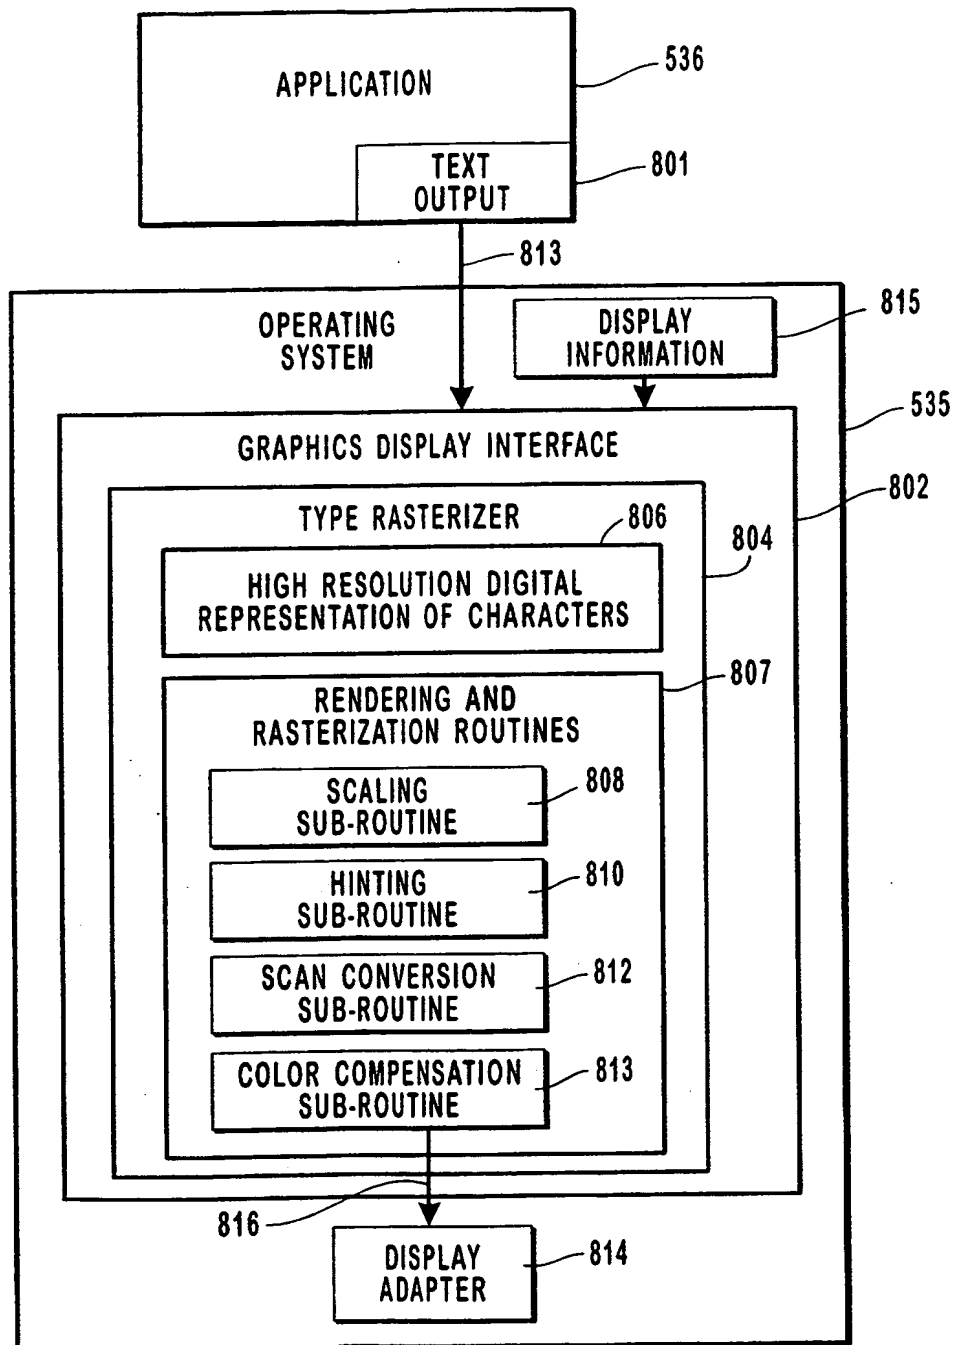 APPLICATION
536
TEXT
OUTPUT
801
813
OPERATING
SYSTEM
DISPLAY
INFORMATION
815
535
GRAPHICS DISPLAY INTERFACE
802
TYPE RASTERIZER
806
804
HIGH RESOLUTION DIGITAL
REPRESENTATION OF CHARACTERS
807
RENDERING AND
RASTERIZATION ROUTINES
SCALING
SUB-ROUTINE
808
HINTING
SUB-ROUTINE
810
SCAN CONVERSION
SUB-ROUTINE
812
COLOR COMPENSATION
SUB-ROUTINE
813
816
DISPLAY
ADAPTER
814